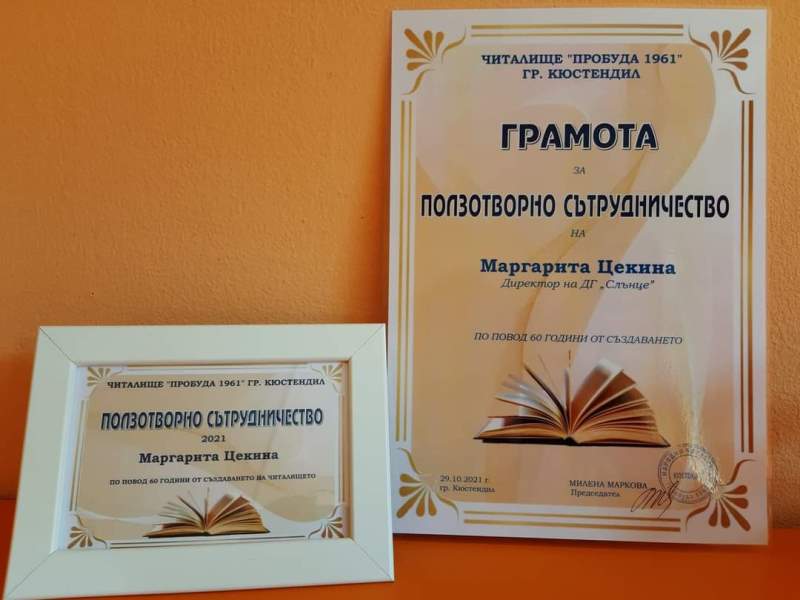 ЧИТАЛИЩЕ "ПРОБУДА 1961"
ГР. КЮСТЕНДИЛ
ГРАМОТА
ЗА
ПОЛЗОТВОРНО СЪТРУДНИЧЕСТВО
НА
Маргарита Цекина
Директор на ДГ „Слънце"
ПО ПОВОД 60 ГОДИНИ ОТ СЪЗДАВАНЕТО
29.10.2021 г.
гр. Кюстендил
МИЛЕНА МАРКОВА
Председател
ЧИТАЛИЩЕ "ПРОБУДА 1961" ГР. КЮСТЕНДИЛ
ПОЛЗОТВОРНО СЪТРУДНИЧЕСТВО
2021
Маргарита Цекина
ПО ПОВОД 60 ГОДИНИ ОТ СЪЗДАВАНЕТО НА ЧИТАЛИЩЕТО